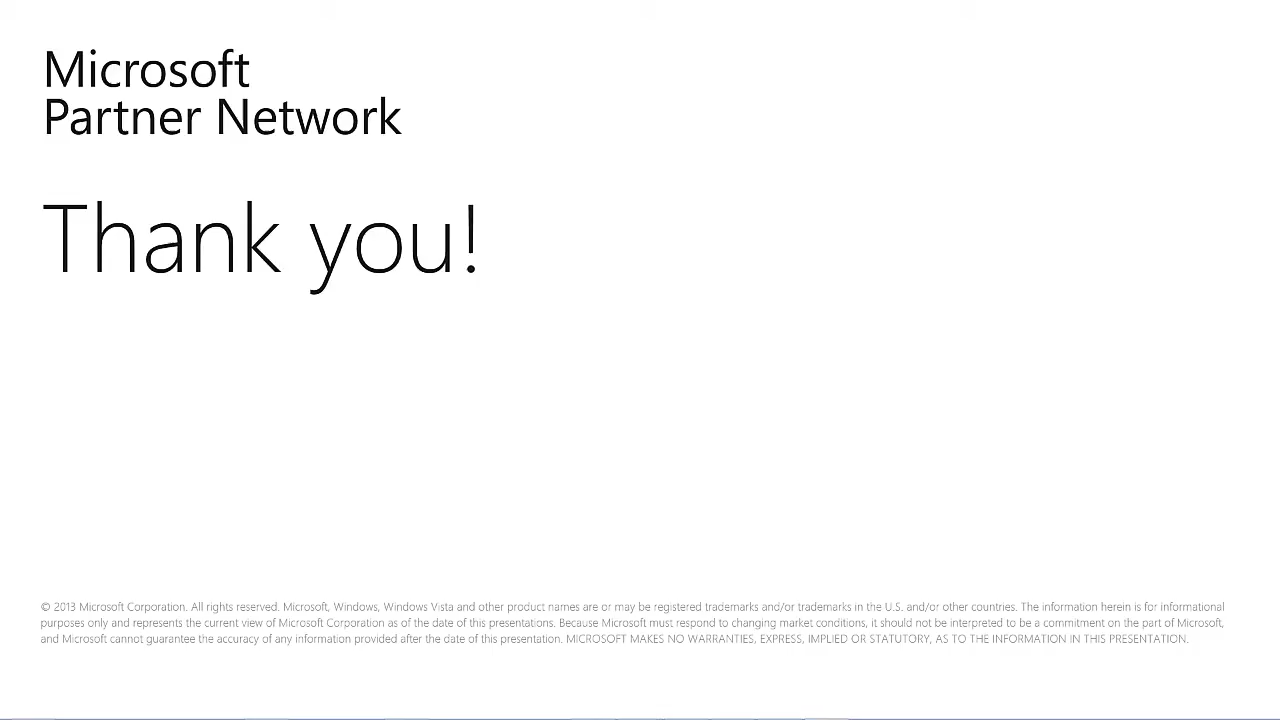 Microsoft
Partner Network
Thank you!
© 2013 Microsoft Corporation. All rights reserved. Microsoft, Windows, Windows Vista and other product names are or may be registered trademarks and/or trademarks in the U.S. and/or other countries. The information herein is for informational
purposes only and represents the current view of Microsoft Corporation as of the date of this presentations. Because Microsoft must respond to changing market conditions, it should not be interpreted to be a commitment on the part of Microsoft,
and Microsoft cannot guarantee the accuracy of any information provided after the date of this presentation. MICROSOFT MAKES NO WARRANTIES, EXPRESS, IMPLIED OR STATUTORY, AS TO THE INFORMATION IN THIS PRESENTATION.